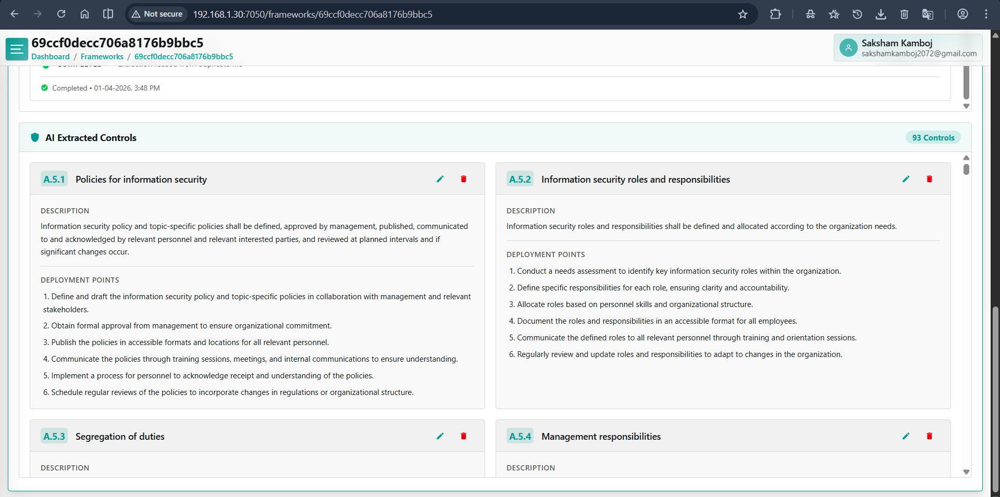 Not secure
192.168.1.30:7050/frameworks/69ccf0decc706a8176b9bbc5
69ccf0decc706a8176b9bbc5
Dashboard / Frameworks / 69ccf0decc706a8176b9bbc5
Saksham Kamboj
sakshamkamboj2072@gmail.com
Completed • 01-04-2026, 3:48 PM
AI Extracted Controls
93 Controls
A.5.1 Policies for information security
DESCRIPTION
Information security policy and topic-specific policies shall be defined, approved by management, published, communicated
to and acknowledged by relevant personnel and relevant interested parties, and reviewed at planned intervals and if
significant changes occur.
DEPLOYMENT POINTS
1. Define and draft the information security policy and topic-specific policies in collaboration with management and relevant
stakeholders.
2. Obtain formal approval from management to ensure organizational commitment.
3. Publish the policies in accessible formats and locations for all relevant personnel.
4. Communicate the policies through training sessions, meetings, and internal communications to ensure understanding.
5. Implement a process for personnel to acknowledge receipt and understanding of the policies.
6. Schedule regular reviews of the policies to incorporate changes in regulations or organizational structure.
A.5.2 Information security roles and responsibilities
DESCRIPTION
Information security roles and responsibilities shall be defined and allocated according to the organization needs.
DEPLOYMENT POINTS
1. Conduct a needs assessment to identify key information security roles within the organization.
2. Define specific responsibilities for each role, ensuring clarity and accountability.
3. Allocate roles based on personnel skills and organizational structure.
4. Document the roles and responsibilities in an accessible format for all employees.
5. Communicate the defined roles to all relevant personnel through training and orientation sessions.
6. Regularly review and update roles and responsibilities to adapt to changes in the organization.
A.5.3 Segregation of duties
DESCRIPTION
A.5.4 Management responsibilities
DESCRIPTION